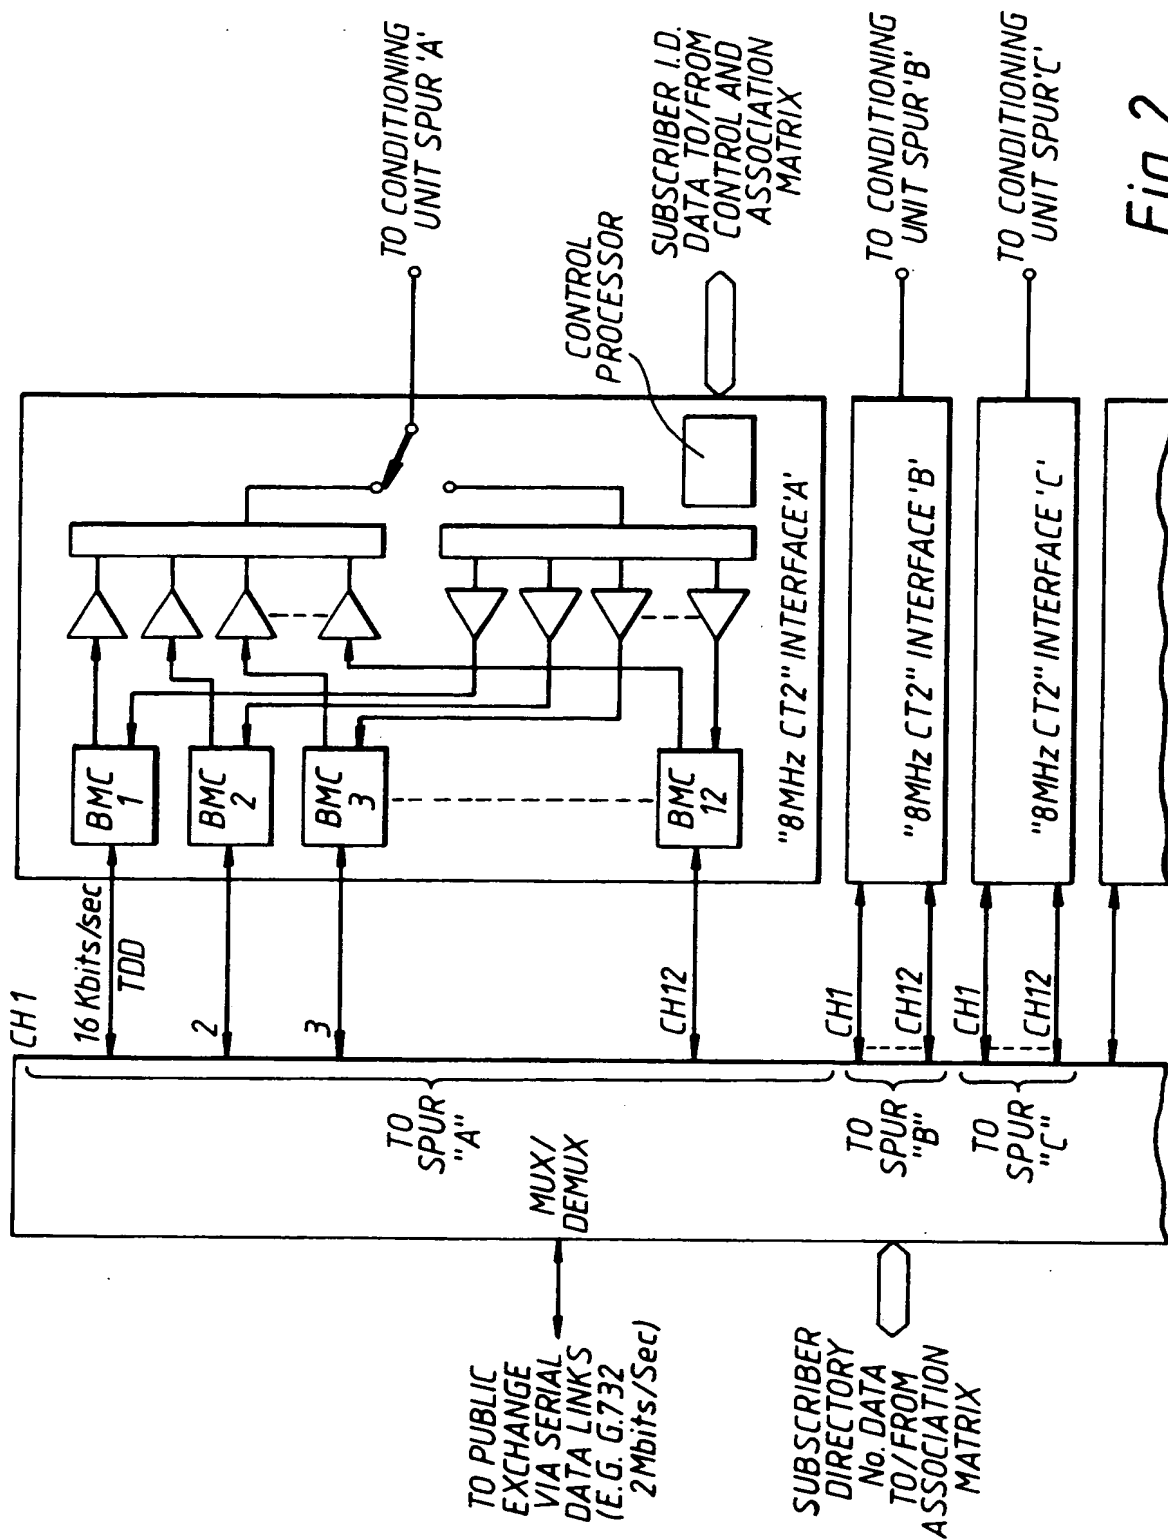 TO PUBLIC
EXCHANGE
VIA SERIAL
DATA LINKS
(E.G. G.732
2Mbits/Sec)
SUBSCRIBER
DIRECTORY
No. DATA
TO/FROM
ASSOCIATION
MATRIX
MUX/
DEMUX
TO
SPUR
"A"
TO
SPUR
"B"
TO
SPUR
"C"
CH1
16 Kbits/sec
TDD
2
3
CH12
CH1
CH12
CH1
CH12
BMC
1
BMC
2
BMC
3
BMC
12
"8MHz CT2" INTERFACE 'A'
"8MHz CT2" INTERFACE 'B'
"8MHz CT2" INTERFACE 'C'
CONTROL
PROCESSOR
TO CONDITIONING
UNIT SPUR 'A'
SUBSCRIBER I.D.
DATA TO/FROM
CONTROL AND
ASSOCIATION
MATRIX
TO CONDITIONING
UNIT SPUR 'B'
TO CONDITIONING
UNIT SPUR 'C'
Fig. 2